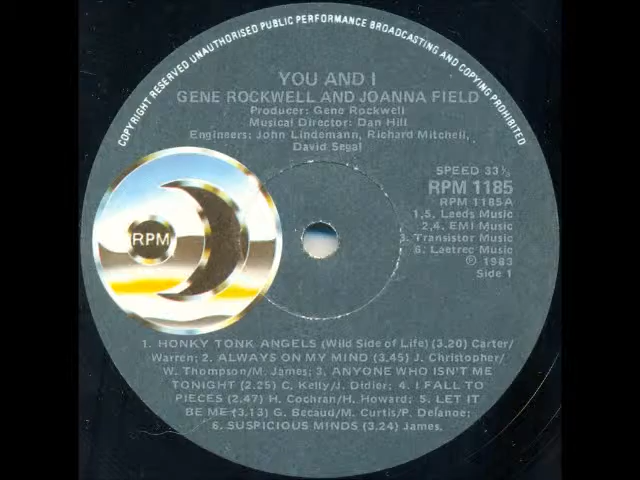 COPYRIGHT RESERVED UNAUTHORISED PUBLIC PERFORMANCE BROADCASTING AND COPYING PROHIBITED
YOU AND I
GENE ROCKWELL AND JOANNA FIELD
Producer: Gene Rockwell
Musical Director: Dan Hill
Engineers: John Lindemann, Richard Mitchell,
David Segal
SPEED 33⅓
RPM 1185
RPM 1185A
1,5. Leeds Music
2,4. EMI Music
3. Transistor Music
6. Laetrec Music
℗ 1983
Side 1
RPM
1. HONKY TONK ANGELS (Wild Side of Life) (3.20) Carter/
Warren; 2. ALWAYS ON MY MIND (3.45) J. Christopher/
W. Thompson/M. James; 3. ANYONE WHO ISN'T ME
TONIGHT (2.25) C. Kelly/J. Didier; 4. I FALL TO
PIECES (2.47) H. Cochran/H. Howard; 5. LET IT
BE ME (3.13) G. Becaud/M. Curtis/P. Delanoe;
6. SUSPICIOUS MINDS (3.24) James.